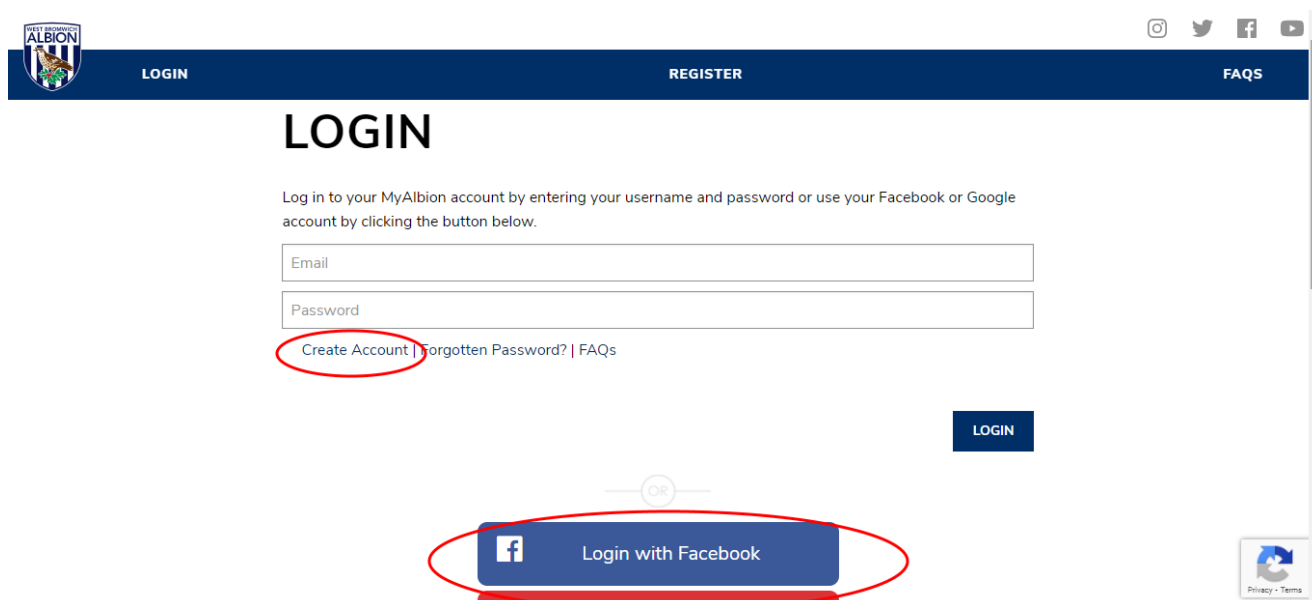 WEST BROMWICH
ALBION
LOGIN
REGISTER
FAQS
LOGIN
Log in to your MyAlbion account by entering your username and password or use your Facebook or Google
account by clicking the button below.
Email
Password
Create Account | Forgotten Password? | FAQs
LOGIN
OR
Login with Facebook
Privacy - Terms